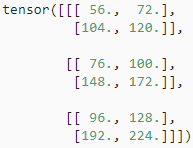 tensor([[[ 56.,  72.],
         [104., 120.]],

        [[ 76., 100.],
         [148., 172.]],

        [[ 96., 128.],
         [192., 224.]]])